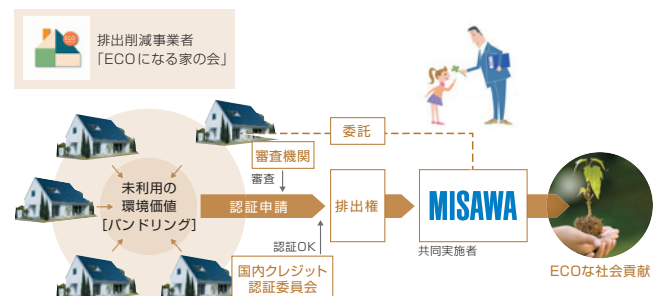 排出削減事業者
「ECOになる家の会」
ECO
委託
審査機関
審査
未利用の
環境価値
[バンドリング]
認証申請
排出権
MISAWA
共同実施者
認証OK
国内クレジット
認証委員会
ECOな社会貢献